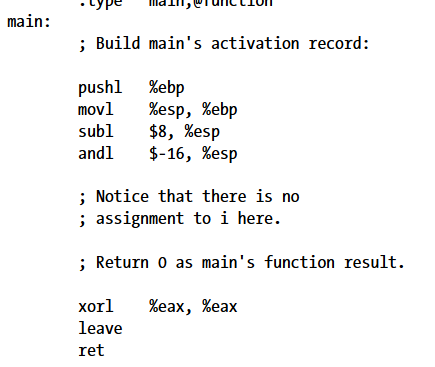 .type main,@function
main:
; Build main's activation record:
pushl %ebp
movl %esp, %ebp
subl $8, %esp
andl $-16, %esp
; Notice that there is no
; assignment to i here.
; Return 0 as main's function result.
xorl %eax, %eax
leave
ret